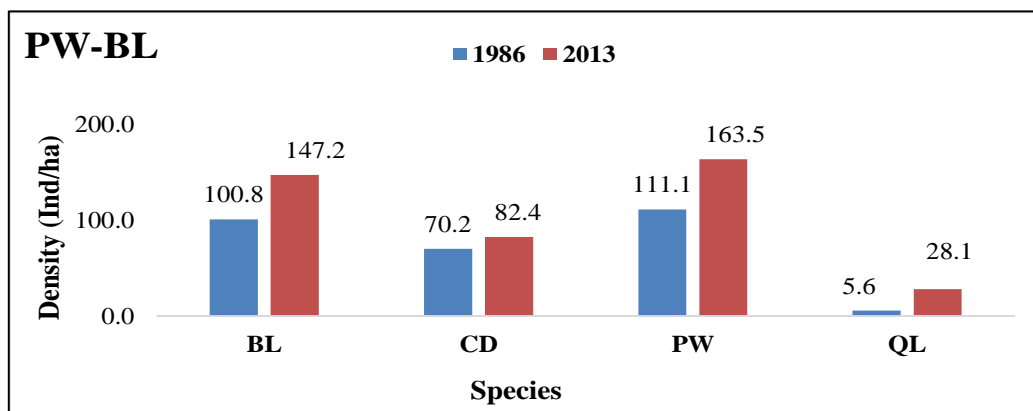 PW-BL
1986 2013
Density (Ind/ha)
200.0
100.0
0.0
100.8 147.2 70.2 82.4 111.1 163.5 5.6 28.1
BL CD PW QL
Species